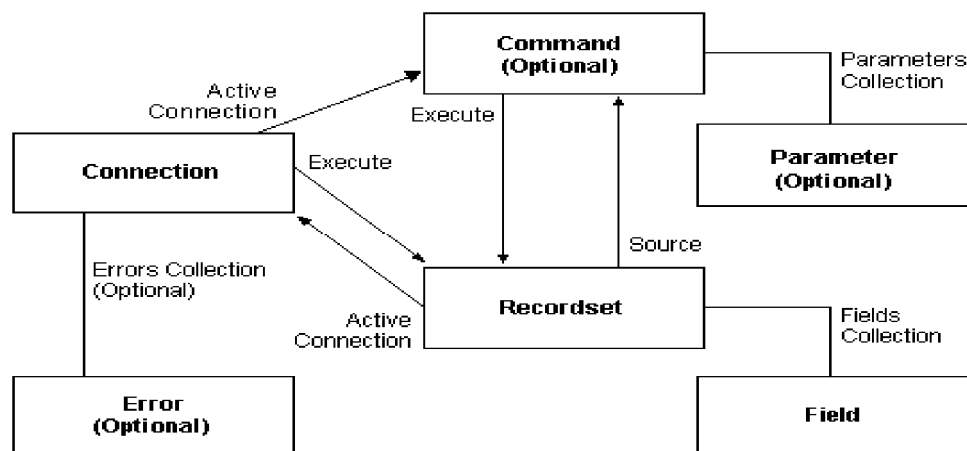 Command
(Optional)
Parameters
Collection
Active
Connection
Execute
Connection
Execute
Parameter
(Optional)
Errors Collection
(Optional)
Source
Recordset
Active
Connection
Fields
Collection
Error
(Optional)
Field